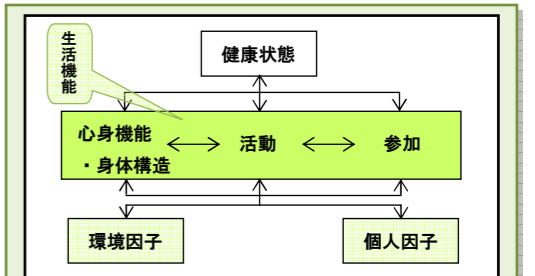 生活機能
健康状態
心身機能
・身体構造
活動
参加
環境因子
個人因子